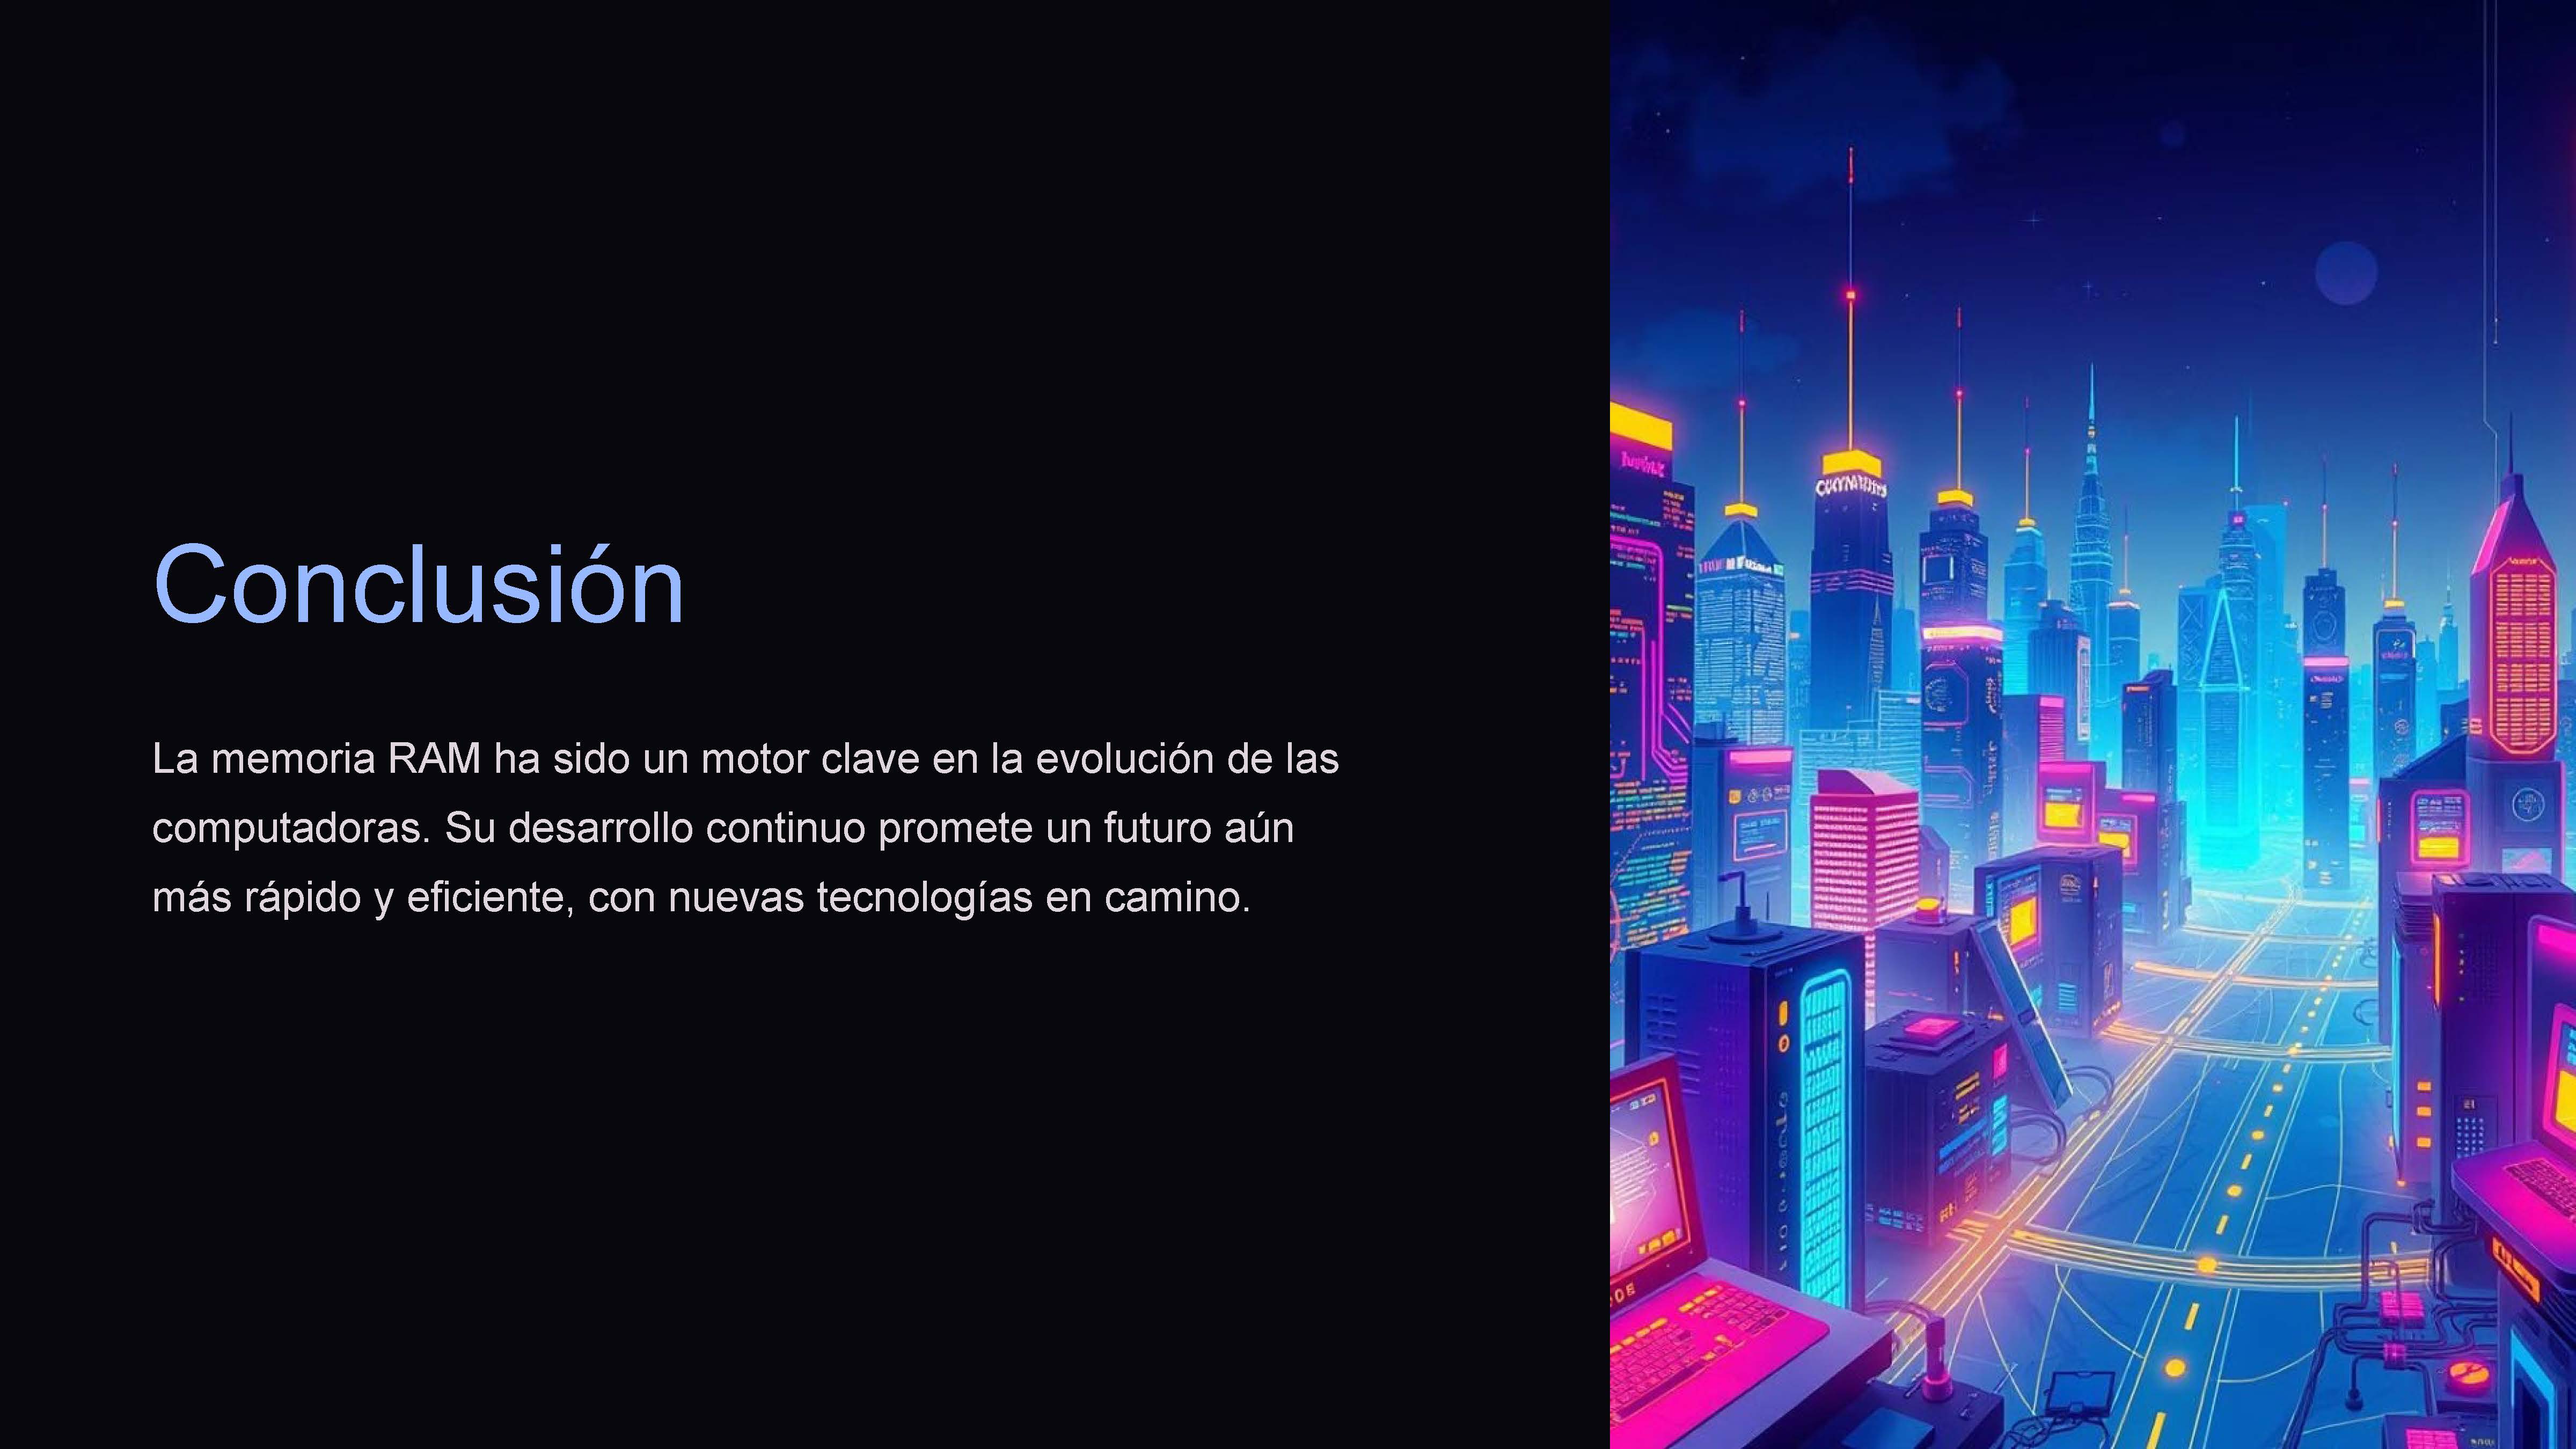 Conclusión
La memoria RAM ha sido un motor clave en la evolución de las
computadoras. Su desarrollo continuo promete un futuro aún
más rápido y eficiente, con nuevas tecnologías en camino.